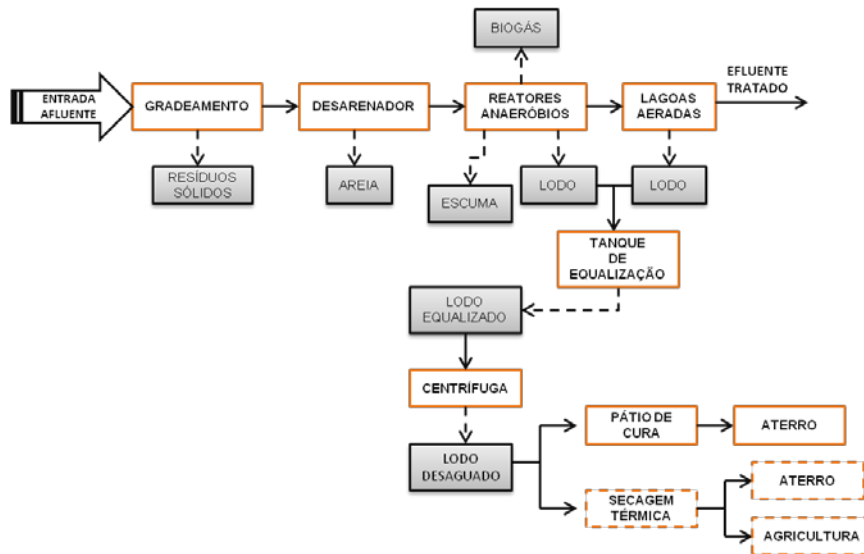 BIOGÁS
ENTRADA
AFLUENTE
GRADEAMENTO
DESARENADOR
REATORES
ANAERÓBIOS
LAGOAS
AERADAS
EFLUENTE
TRATADO
RESÍDUOS
SÓLIDOS
AREIA
ESCUMA
LODO
LODO
TANQUE
DE
EQUALIZAÇÃO
LODO
EQUALIZADO
CENTRÍFUGA
LODO
DESAGUADO
PÁTIO DE
CURA
ATERRO
SECAGEM
TÉRMICA
ATERRO
AGRICULTURA